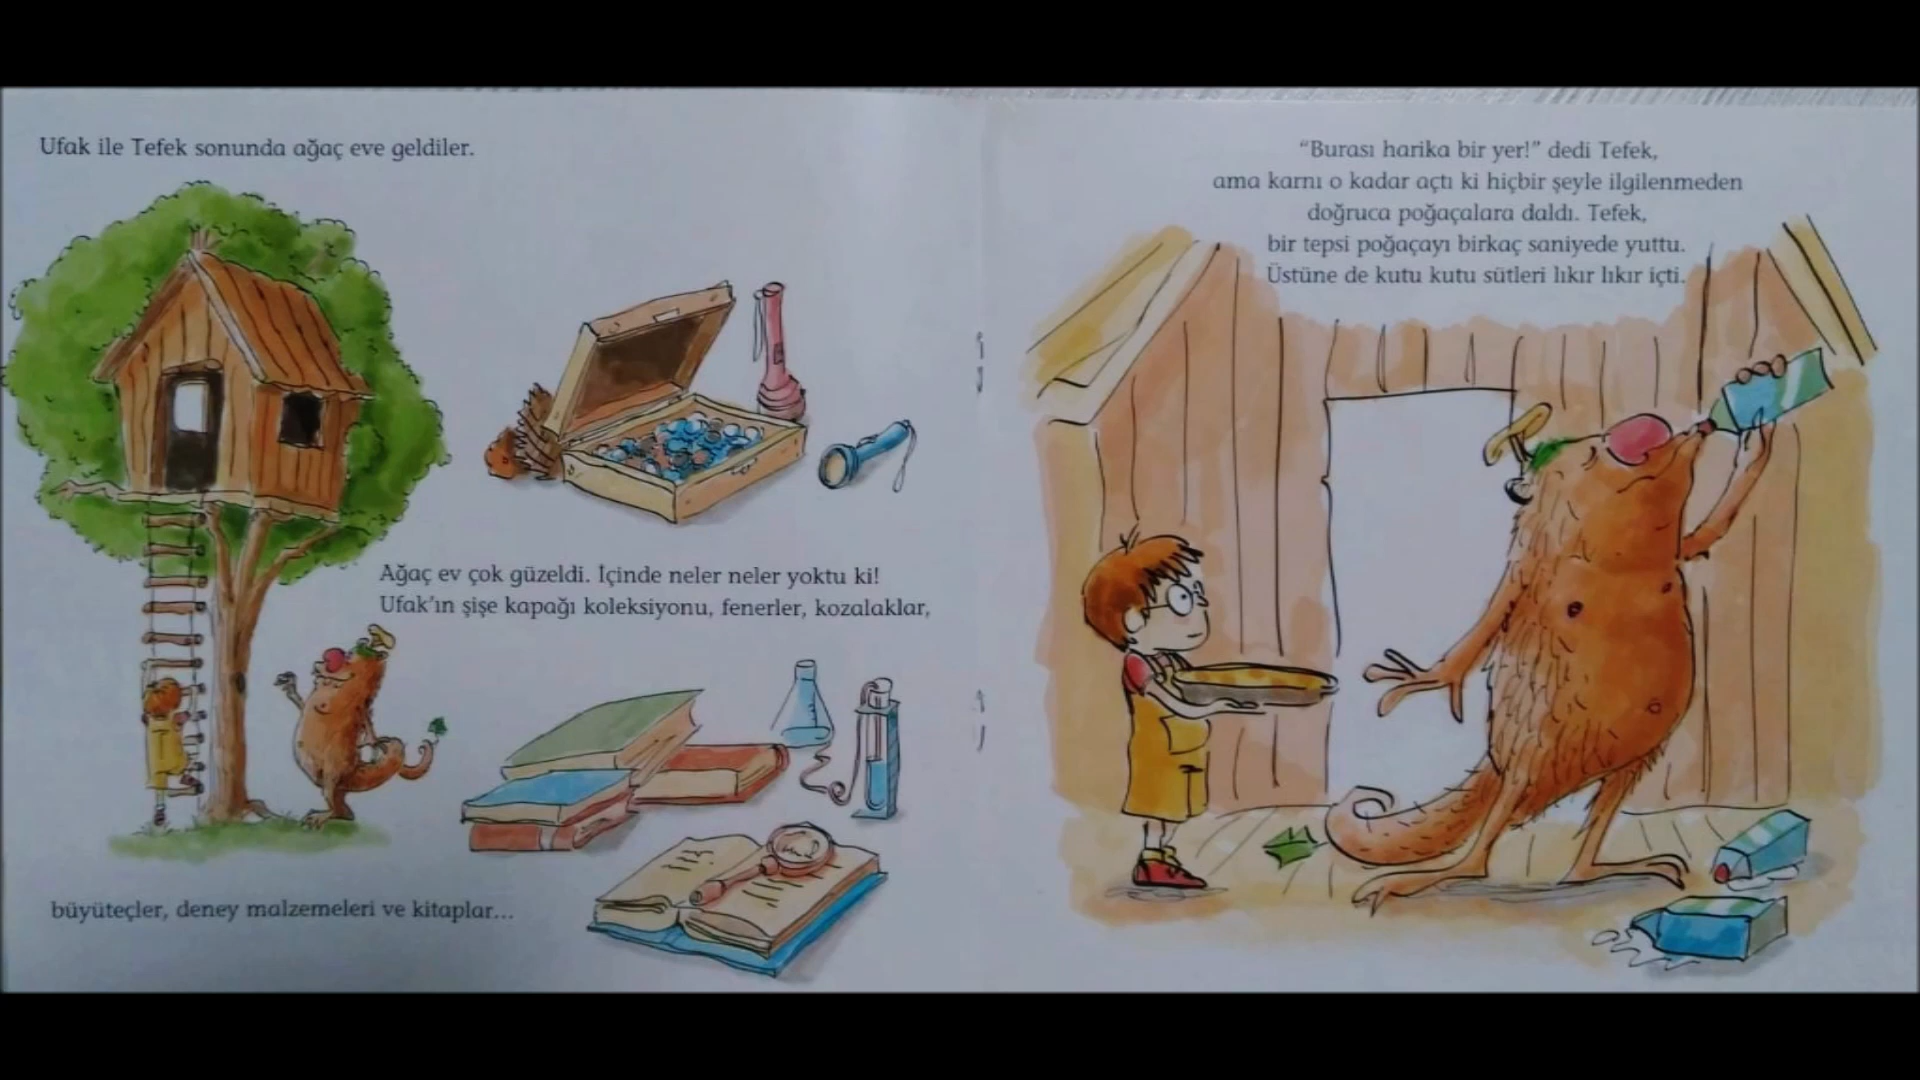 Ufak ile Tefek sonunda ağaç eve geldiler.
Ağaç ev çok güzeldi. İçinde neler neler yoktu ki!
Ufak'ın şişe kapağı koleksiyonu, fenerler, kozalaklar,
büyüteçler, deney malzemeleri ve kitaplar...
“Burası harika bir yer!” dedi Tefek,
ama karnı o kadar açtı ki hiçbir şeyle ilgilenmeden
doğruca poğaçalara daldı. Tefek,
bir tepsi poğaçayı birkaç saniyede yuttu.
Üstüne de kutu kutu sütleri lıkır lıkır içti.